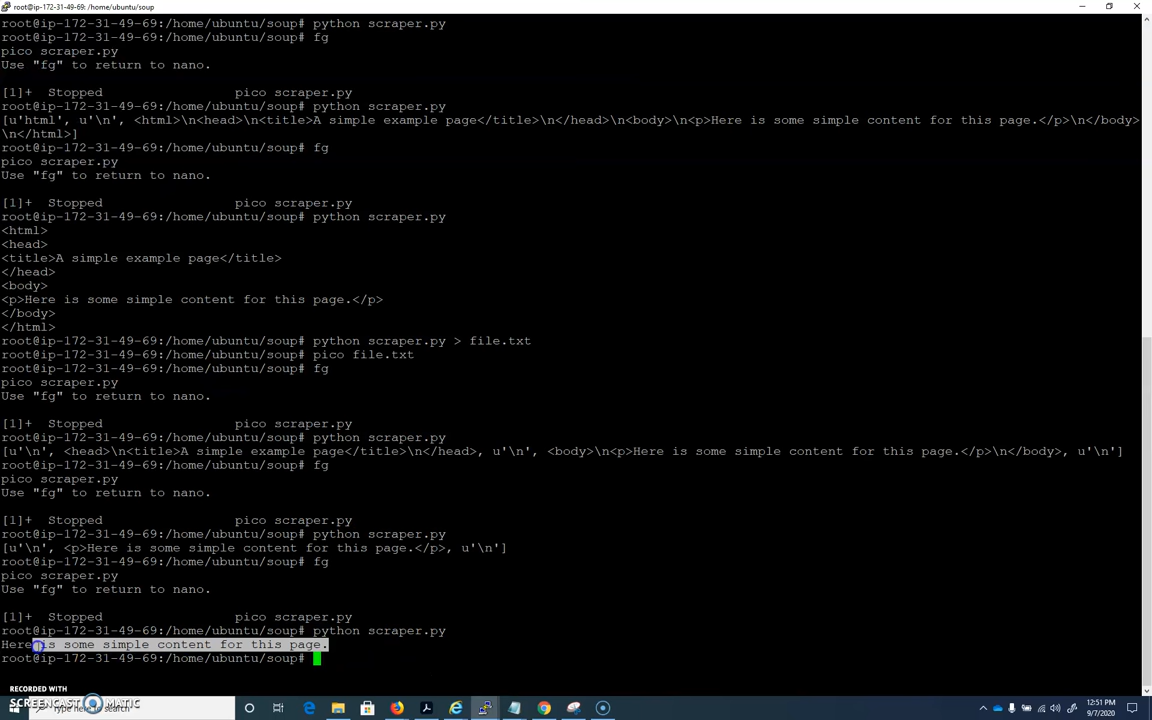 root@ip-172-31-49-69: /home/ubuntu/soup
root@ip-172-31-49-69:/home/ubuntu/soup# python scraper.py
root@ip-172-31-49-69:/home/ubuntu/soup# fg
pico scraper.py
Use "fg" to return to nano.
[1]+  Stopped                 pico scraper.py
root@ip-172-31-49-69:/home/ubuntu/soup# python scraper.py
[u'html', u'\n', <html>\n<head>\n<title>A simple example page</title>\n</head>\n<body>\n<p>Here is some simple content for this page.</p>\n</body>
\n</html>]
root@ip-172-31-49-69:/home/ubuntu/soup# fg
pico scraper.py
Use "fg" to return to nano.
[1]+  Stopped                 pico scraper.py
root@ip-172-31-49-69:/home/ubuntu/soup# python scraper.py
<html>
<head>
<title>A simple example page</title>
</head>
<body>
<p>Here is some simple content for this page.</p>
</body>
</html>
root@ip-172-31-49-69:/home/ubuntu/soup# python scraper.py > file.txt
root@ip-172-31-49-69:/home/ubuntu/soup# pico file.txt
root@ip-172-31-49-69:/home/ubuntu/soup# fg
pico scraper.py
Use "fg" to return to nano.
[1]+  Stopped                 pico scraper.py
root@ip-172-31-49-69:/home/ubuntu/soup# python scraper.py
[u'\n', <head>\n<title>A simple example page</title>\n</head>, u'\n', <body>\n<p>Here is some simple content for this page.</p>\n</body>, u'\n']
root@ip-172-31-49-69:/home/ubuntu/soup# fg
pico scraper.py
Use "fg" to return to nano.
[1]+  Stopped                 pico scraper.py
root@ip-172-31-49-69:/home/ubuntu/soup# python scraper.py
[u'\n', <p>Here is some simple content for this page.</p>, u'\n']
root@ip-172-31-49-69:/home/ubuntu/soup# fg
pico scraper.py
Use "fg" to return to nano.
[1]+  Stopped                 pico scraper.py
root@ip-172-31-49-69:/home/ubuntu/soup# python scraper.py
Here is some simple content for this page.
root@ip-172-31-49-69:/home/ubuntu/soup#
RECORDED WITH
SCREENCAST MATIC
Type here to search
12:51 PM
9/7/2020